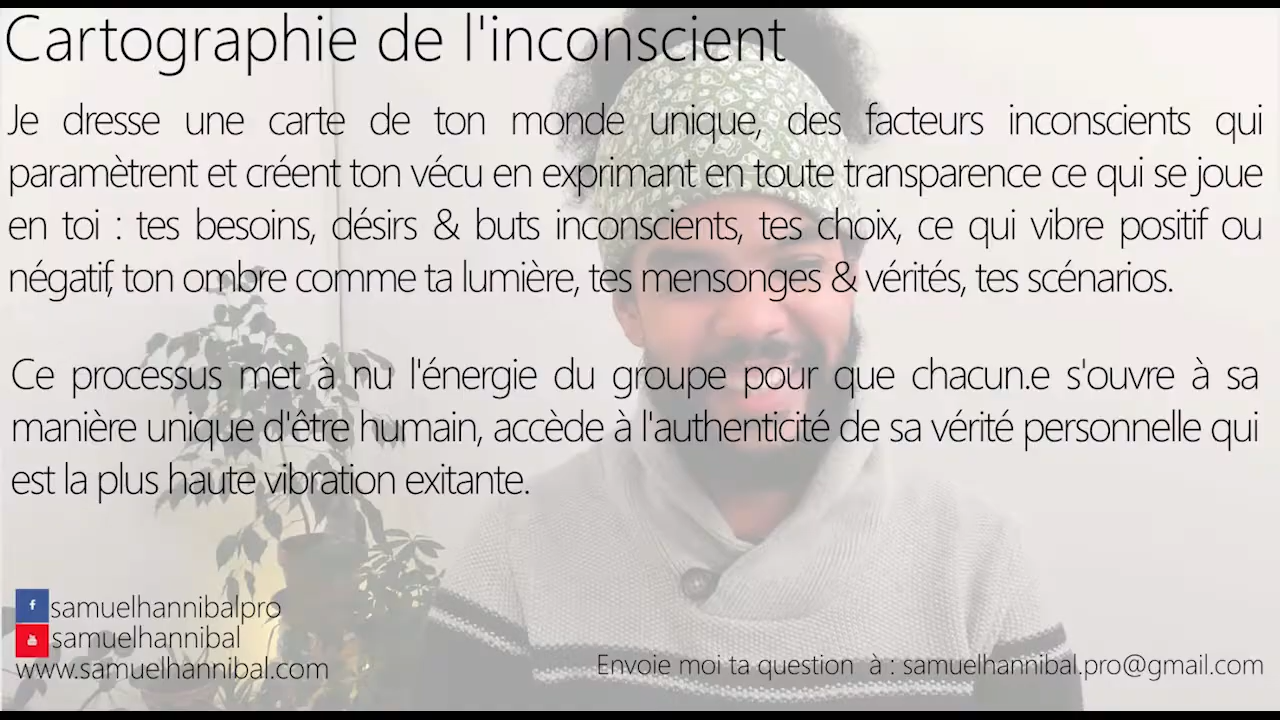 Cartographie de l'inconscient
Je dresse une carte de ton monde unique, des facteurs inconscients qui
paramètrent et créent ton vécu en exprimant en toute transparence ce qui se joue
en toi : tes besoins, désirs & buts inconscients, tes choix, ce qui vibre positif ou
négatif, ton ombre comme ta lumière, tes mensonges & vérités, tes scénarios.
Ce processus met à nu l'énergie du groupe pour que chacun.e s'ouvre à sa
manière unique d'être humain, accède à l'authenticité de sa vérité personnelle qui
est la plus haute vibration exitante.
f samuelhannibalpro
samuelhannibal
www.samuelhannibal.com
Envoie moi ta question à : samuelhannibal.pro@gmail.com